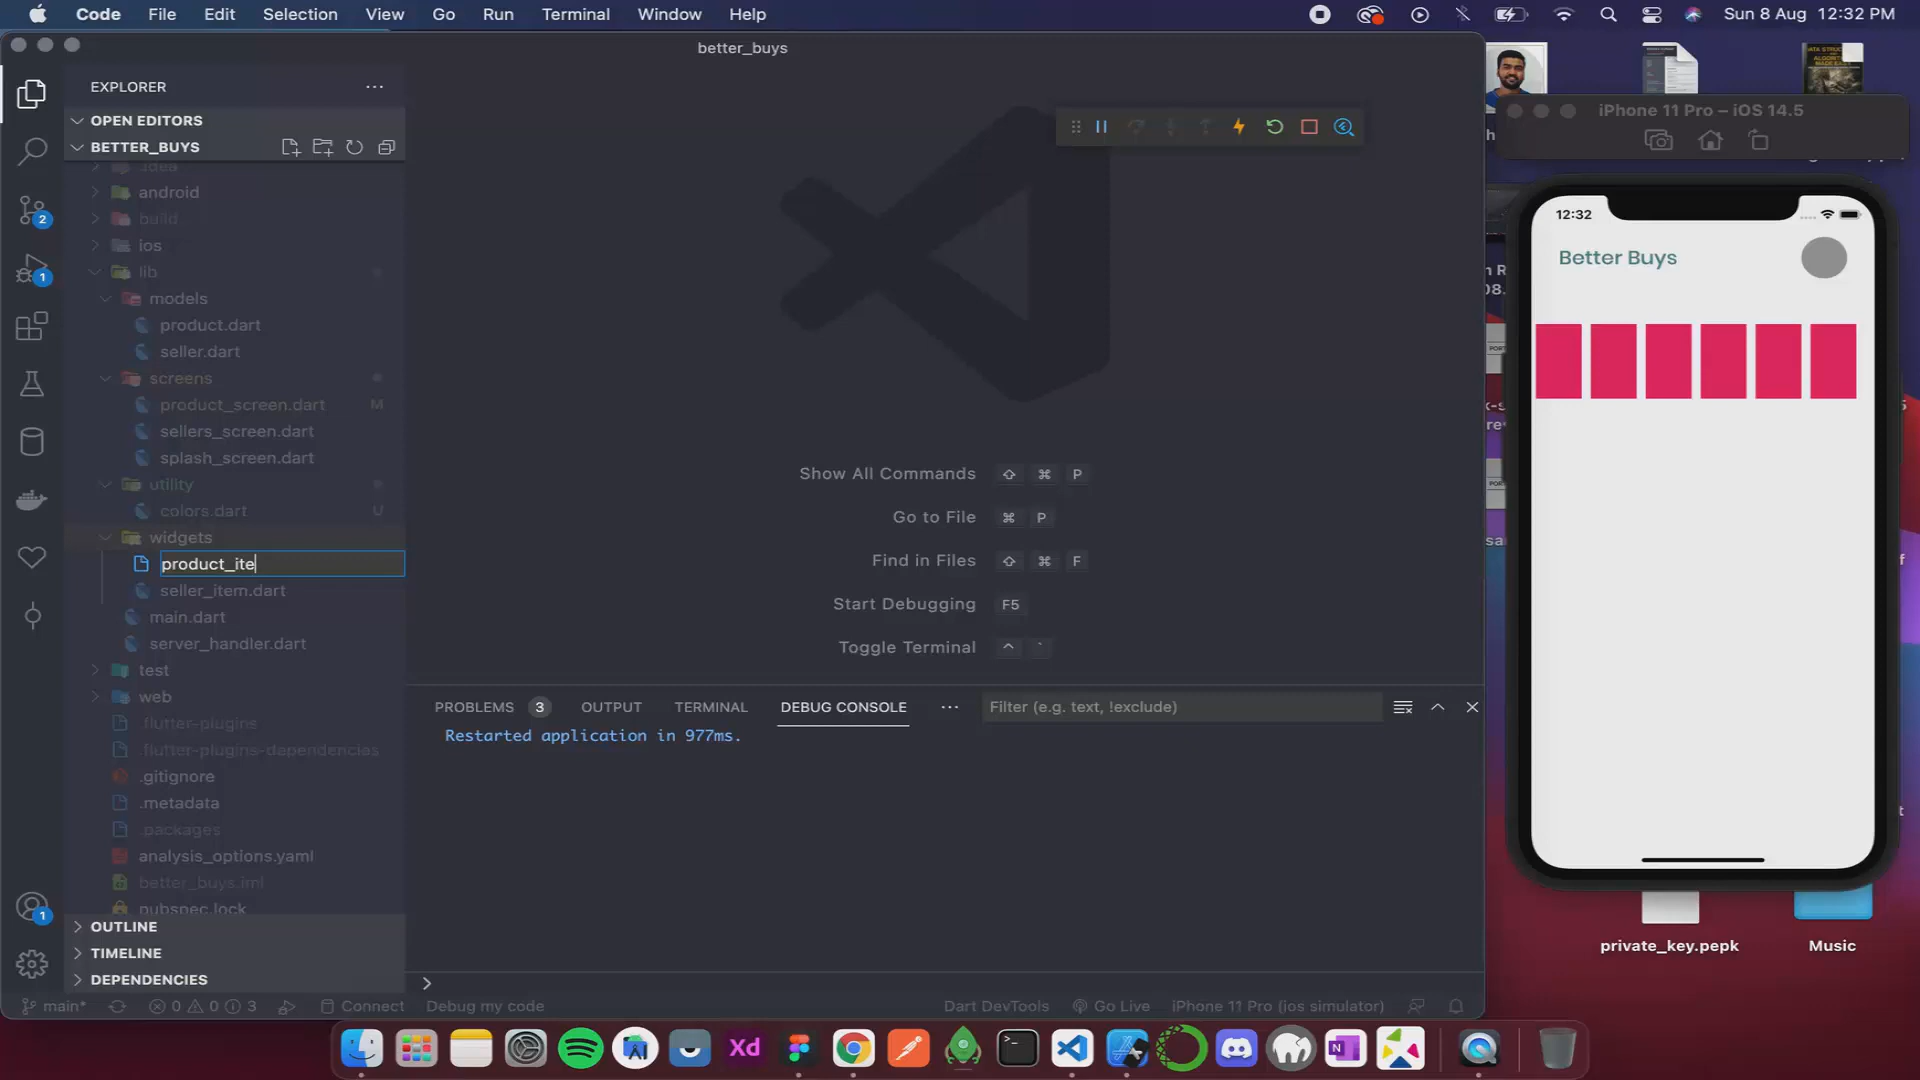 Code File Edit Selection View Go Run Terminal Window Help
Sun 8 Aug 12:32 PM
better_buys
EXPLORER
OPEN EDITORS
BETTER_BUYS
.idea
android
build
ios
lib
models
product.dart
seller.dart
screens
product_screen.dart M
sellers_screen.dart
splash_screen.dart
utility
colors.dart U
widgets
product_ite
seller_item.dart
main.dart
server_handler.dart
test
web
.flutter-plugins
.flutter-plugins-dependencies
.gitignore
.metadata
.packages
analysis_options.yaml
better_buys.iml
pubspec.lock
OUTLINE
TIMELINE
DEPENDENCIES
2
1
1
Show All Commands ⇧ ⌘ P
Go to File ⌘ P
Find in Files ⇧ ⌘ F
Start Debugging F5
Toggle Terminal ^ `
PROBLEMS 3 OUTPUT TERMINAL DEBUG CONSOLE ··· Filter (e.g. text, !exclude)
Restarted application in 977ms.
main* 0 0 3 Connect Debug my code Dart DevTools Go Live iPhone 11 Pro (ios simulator)
iPhone 11 Pro – iOS 14.5
12:32
Better Buys
private_key.pepk
Music
Xd